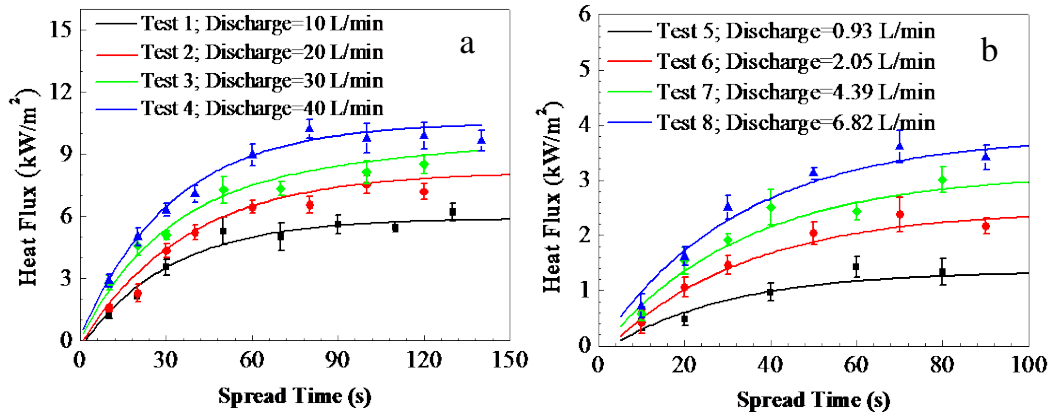 a
Test 1; Discharge=10 L/min
Test 2; Discharge=20 L/min
Test 3; Discharge=30 L/min
Test 4; Discharge=40 L/min
Heat Flux (kW/m²)
15
12
9
6
3
0
0 30 60 90 120 150
Spread Time (s)
b
Test 5; Discharge=0.93 L/min
Test 6; Discharge=2.05 L/min
Test 7; Discharge=4.39 L/min
Test 8; Discharge=6.82 L/min
Heat Flux (kW/m²)
6
5
4
3
2
1
0
0 20 40 60 80 100
Spread Time (s)